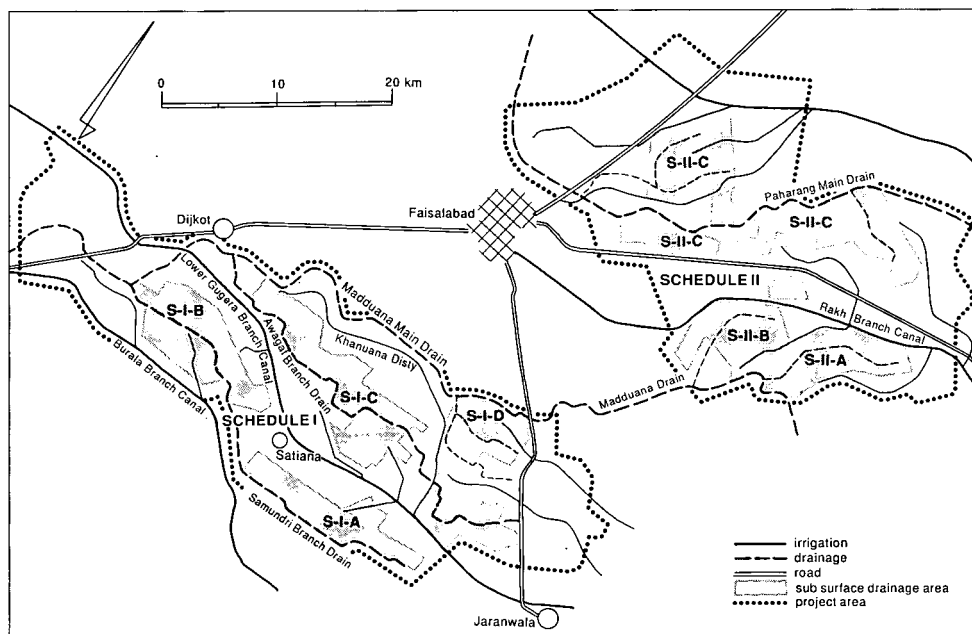 0 10 20 km
S-II-C
Paharang Main Drain
Dijkot
Faisalabad
S-II-C
S-II-C
SCHEDULE II
Lower Gugera Branch Canal
Madduana Main Drain
S-I-B
Awagat Branch Drain
Khanuana Disty
Rakh Branch Canal
S-II-B
S-II-A
Burala Branch Canal
Madduana Drain
S-I-C
S-I-D
SCHEDULE I
Satiana
S-I-A
Samundri Branch Drain
Jaranwala
irrigation
drainage
road
sub surface drainage area
project area